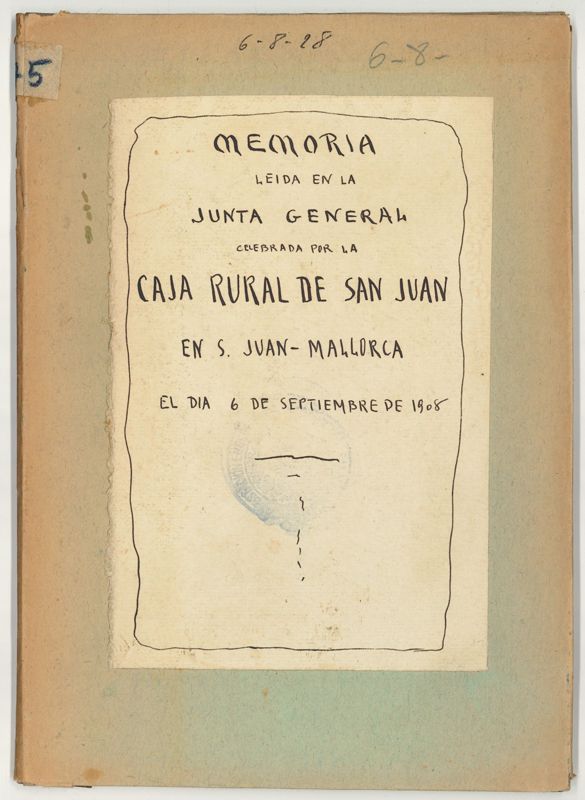 6-8-28
6-8-
5
MEMORIA
LEIDA EN LA
JUNTA GENERAL
CELEBRADA POR LA
CAJA RURAL DE SAN JUAN
EN S. JUAN-MALLORCA
EL DIA 6 DE SEPTIEMBRE DE 1908